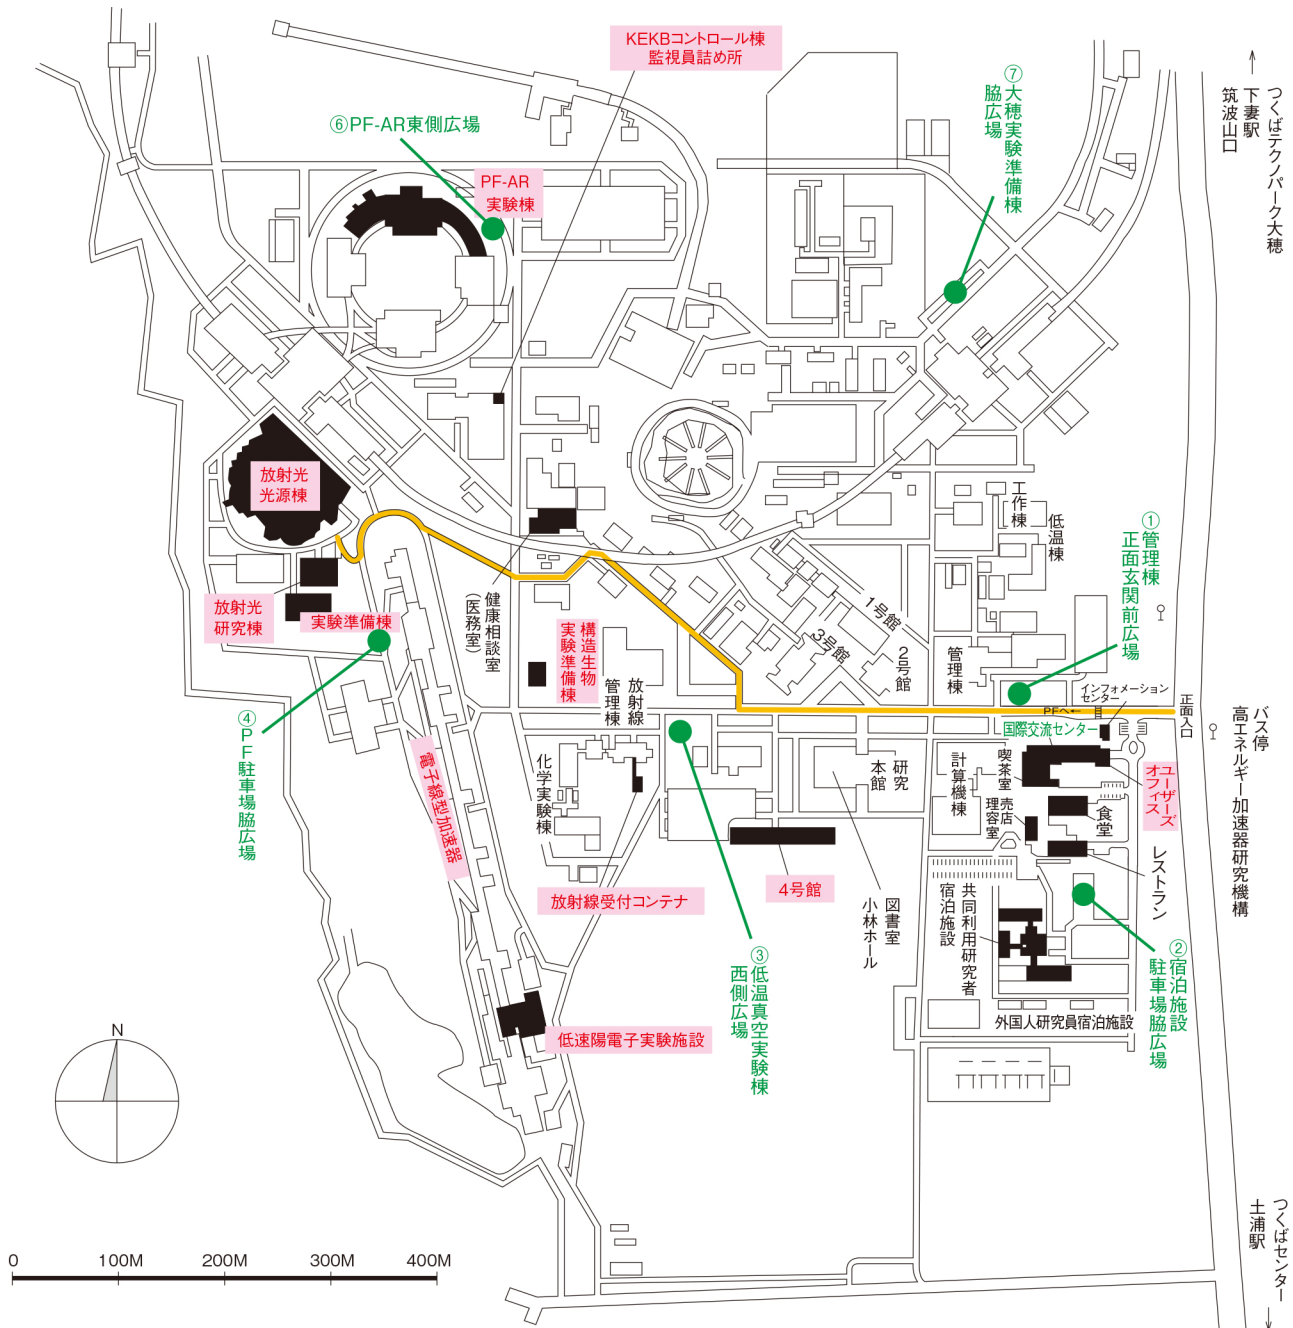 KEKBコントロール棟
監視員詰め所
⑥PF-AR東側広場
PF-AR
実験棟
⑦大穂実験準備棟
脇広場
つくばテクノパーク大穂
下妻駅
筑波山口
放射光
光源棟
工作棟
低温棟
①管理棟
正面玄関前広場
放射光
研究棟
実験準備棟
健康相談室
(医務室)
構造生物
実験準備棟
放射線
管理棟
1号館
3号館
2号館
管理棟
インフォメーション
センター
PFへ←
正面入口
国際交流センター
バス停
高エネルギー加速器研究機構
④PF駐車場脇広場
電子線型加速器
化学実験棟
研究
本館
計算機棟
喫茶室
売店
理容室
食堂
ユーザーズ
オフィス
レストラン
放射線受付コンテナ
4号館
図書室
小林ホール
共同利用研究者
宿泊施設
③低温真空実験棟
西側広場
②宿泊施設
駐車場脇広場
外国人研究員宿泊施設
低速陽電子実験施設
N
0
100M
200M
300M
400M
つくばセンター
土浦駅